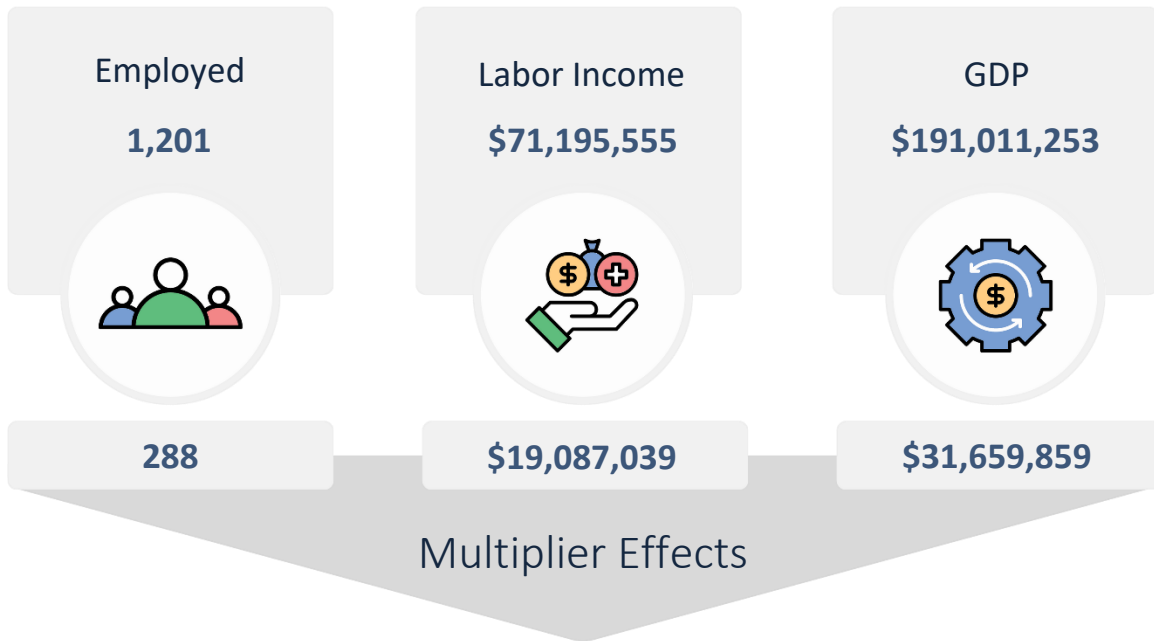 Employed
1,201
Labor Income
$71,195,555
GDP
$191,011,253
$
$
288
$19,087,039
$31,659,859
Multiplier Effects